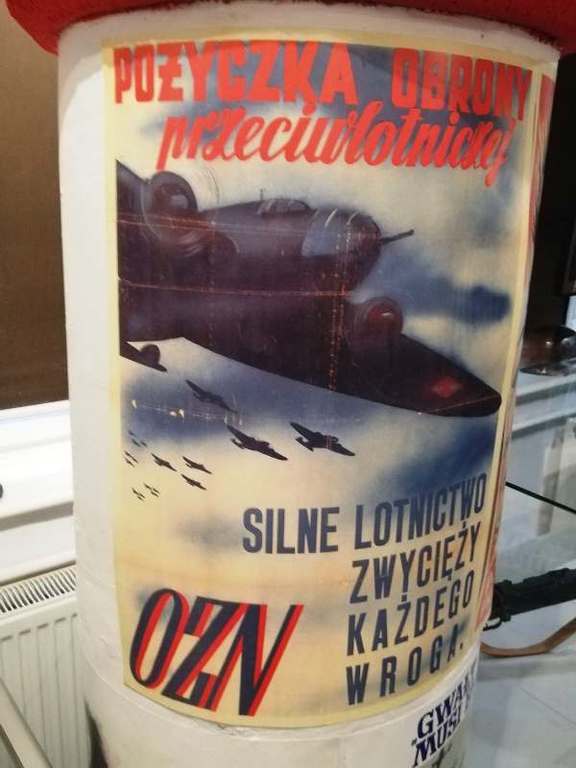 POŻYCZKA OBRONY
przeciwlotniczej
SILNE LOTNICTWO
ZWYCIĘŻY
KAŻDEGO
WROGA.
OZN